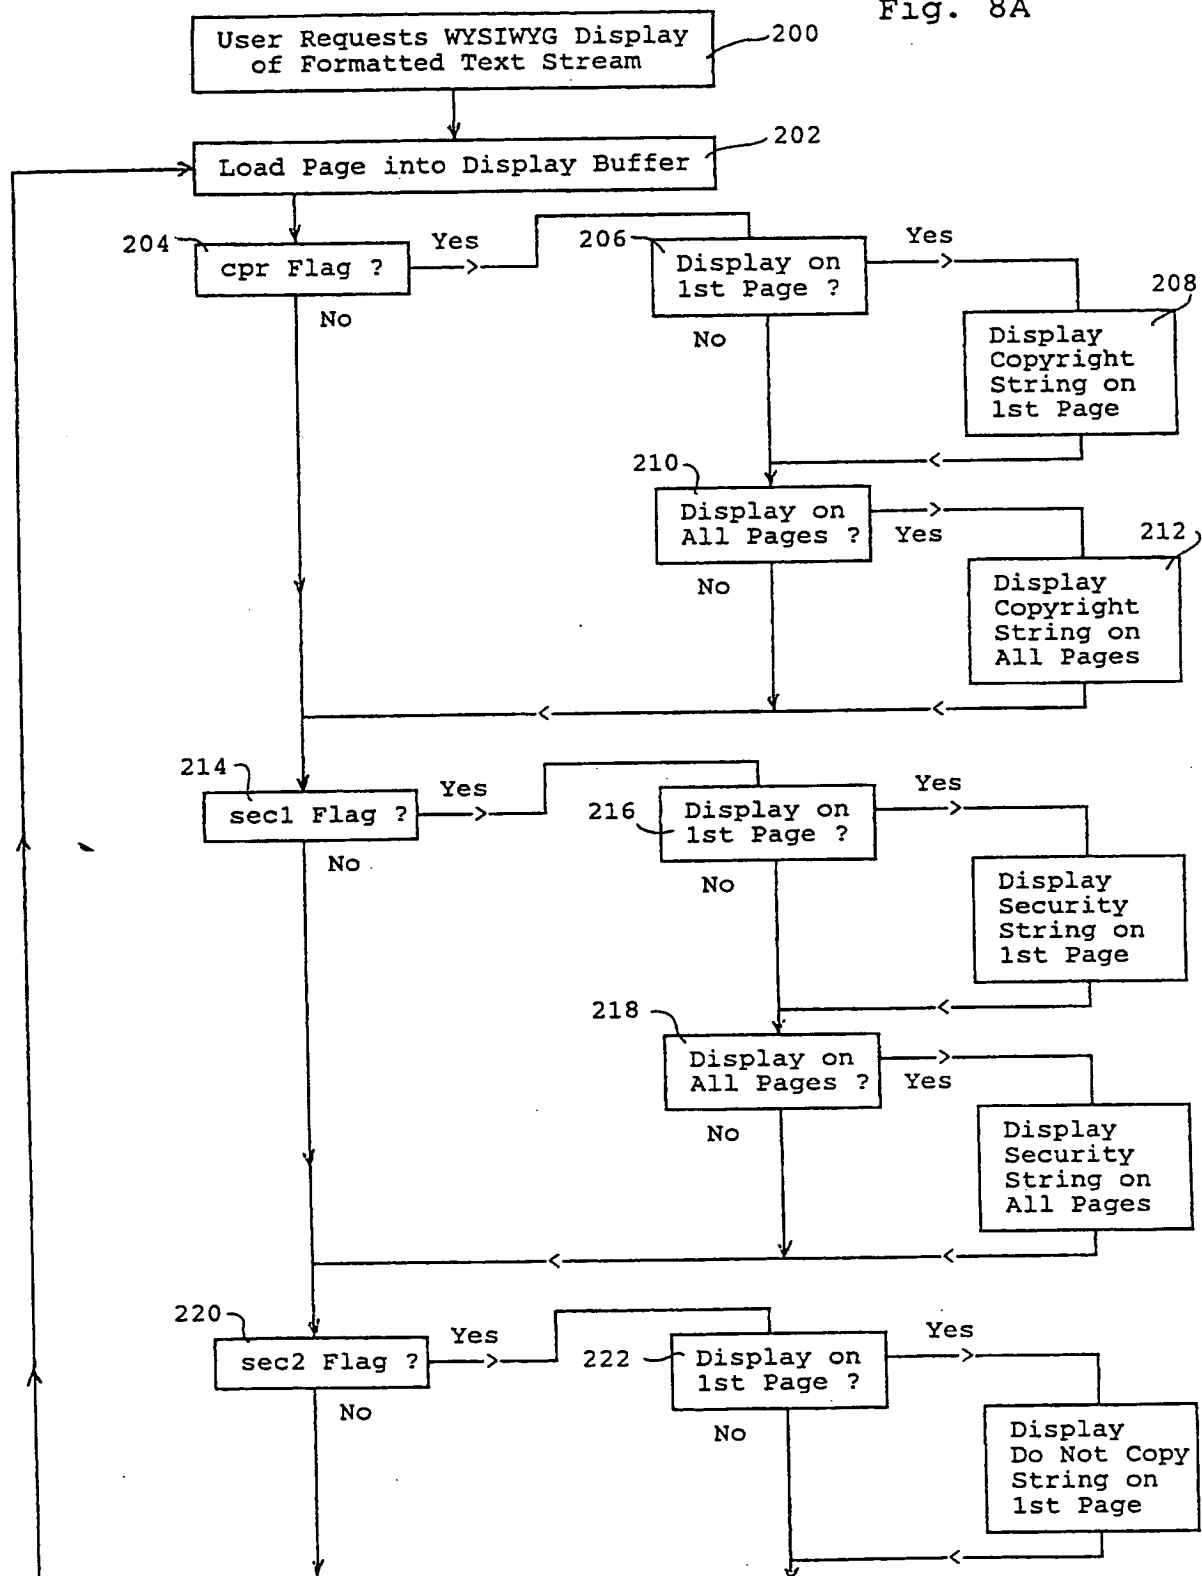 Fig. 8A
User Requests WYSIWYG Display
of Formatted Text Stream
200
Load Page into Display Buffer
202
204
cpr Flag ?
Yes
No
206
Display on
1st Page ?
Yes
No
208
Display
Copyright
String on
1st Page
210
Display on
All Pages ?
Yes
No
212
Display
Copyright
String on
All Pages
214
sec1 Flag ?
Yes
No
216
Display on
1st Page ?
Yes
No
Display
Security
String on
1st Page
218
Display on
All Pages ?
Yes
No
Display
Security
String on
All Pages
220
sec2 Flag ?
Yes
No
222
Display on
1st Page ?
Yes
No
Display
Do Not Copy
String on
1st Page